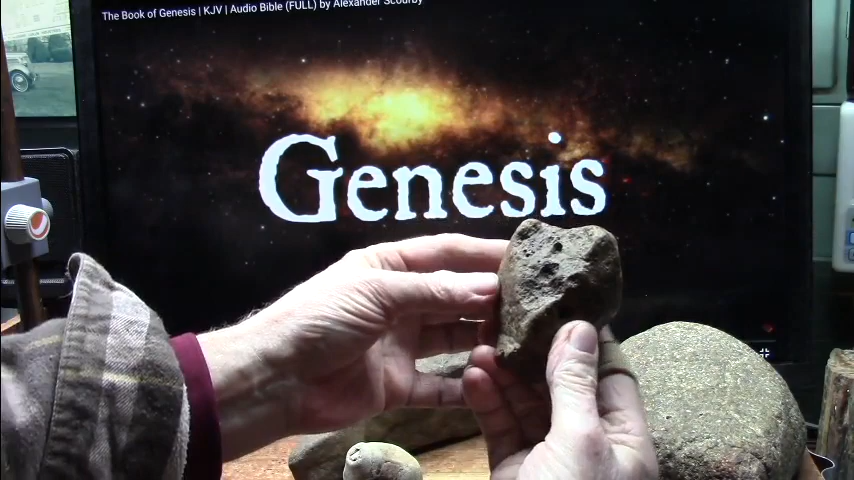 The Book of Genesis | KJV | Audio Bible (FULL) by Alexander Scourby
Genesis